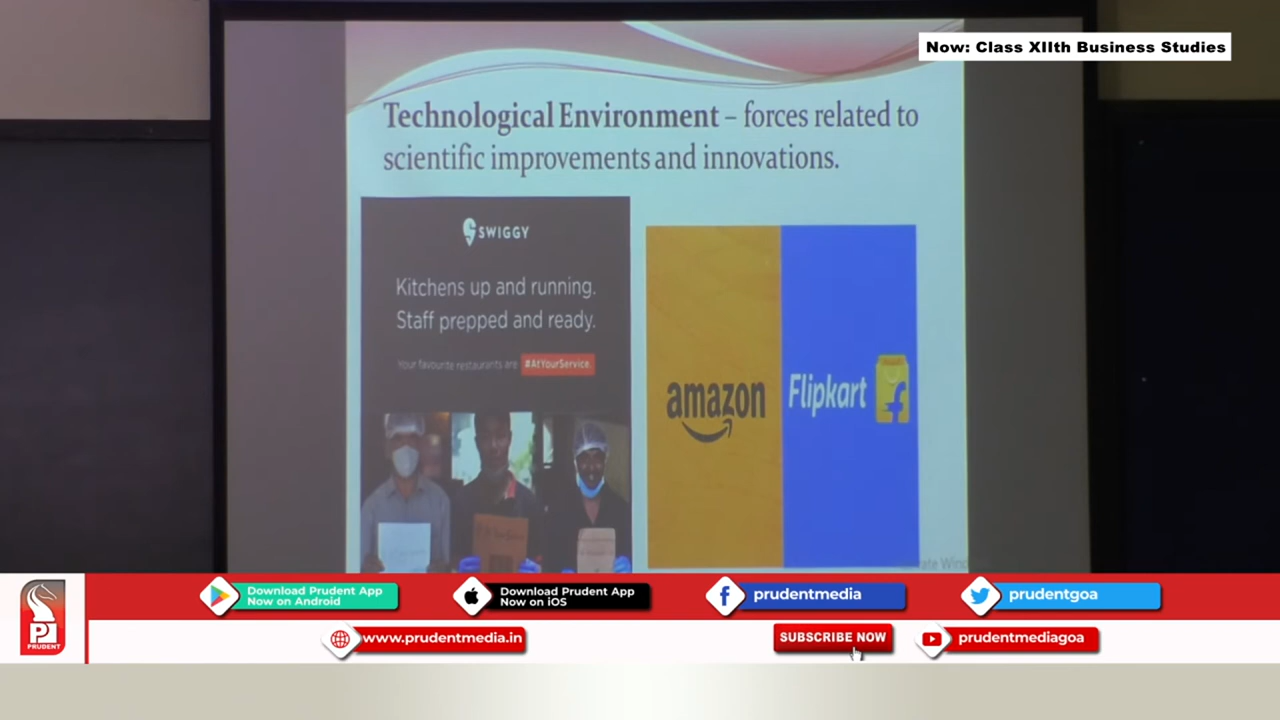 Now: Class XIIth Business Studies
Technological Environment – forces related to
scientific improvements and innovations.
SWIGGY
Kitchens up and running.
Staff prepped and ready.
Your favourite restaurants are #AtYourService.
amazon
Flipkart
Download Prudent App
Now on Android
Download Prudent App
Now on iOS
prudentmedia
prudentgoa
PRUDENT
www.prudentmedia.in
SUBSCRIBE NOW
prudentmediagoa